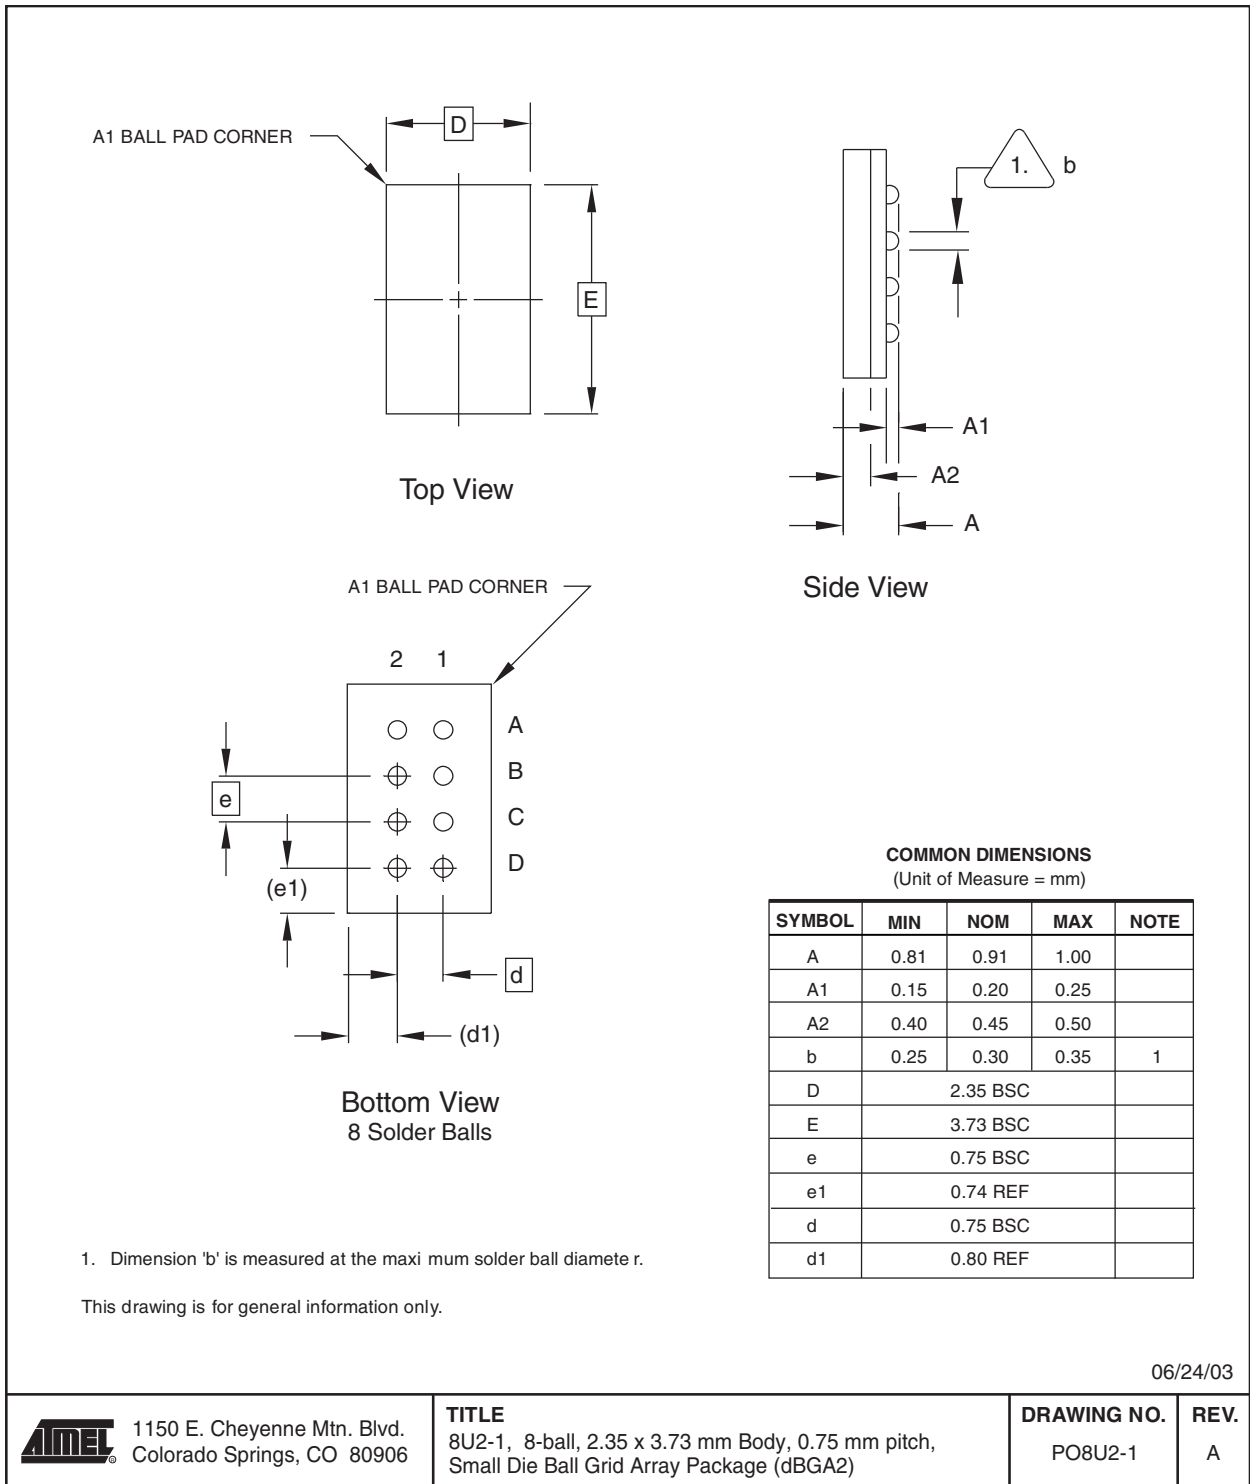 A1 BALL PAD CORNER
D
E
Top View
1. b
A1
A2
A
Side View
A1 BALL PAD CORNER
2 1
A
B
C
D
e
(e1)
d
(d1)
Bottom View
8 Solder Balls
COMMON DIMENSIONS
(Unit of Measure = mm)
SYMBOL MIN NOM MAX NOTE
A 0.81 0.91 1.00
A1 0.15 0.20 0.25
A2 0.40 0.45 0.50
b 0.25 0.30 0.35 1
D 2.35 BSC
E 3.73 BSC
e 0.75 BSC
e1 0.74 REF
d 0.75 BSC
d1 0.80 REF
1. Dimension 'b' is measured at the maxi mum solder ball diamete r.
This drawing is for general information only.
06/24/03
ATMEL ®
1150 E. Cheyenne Mtn. Blvd.
Colorado Springs, CO 80906
TITLE
8U2-1, 8-ball, 2.35 x 3.73 mm Body, 0.75 mm pitch,
Small Die Ball Grid Array Package (dBGA2)
DRAWING NO.
PO8U2-1
REV.
A